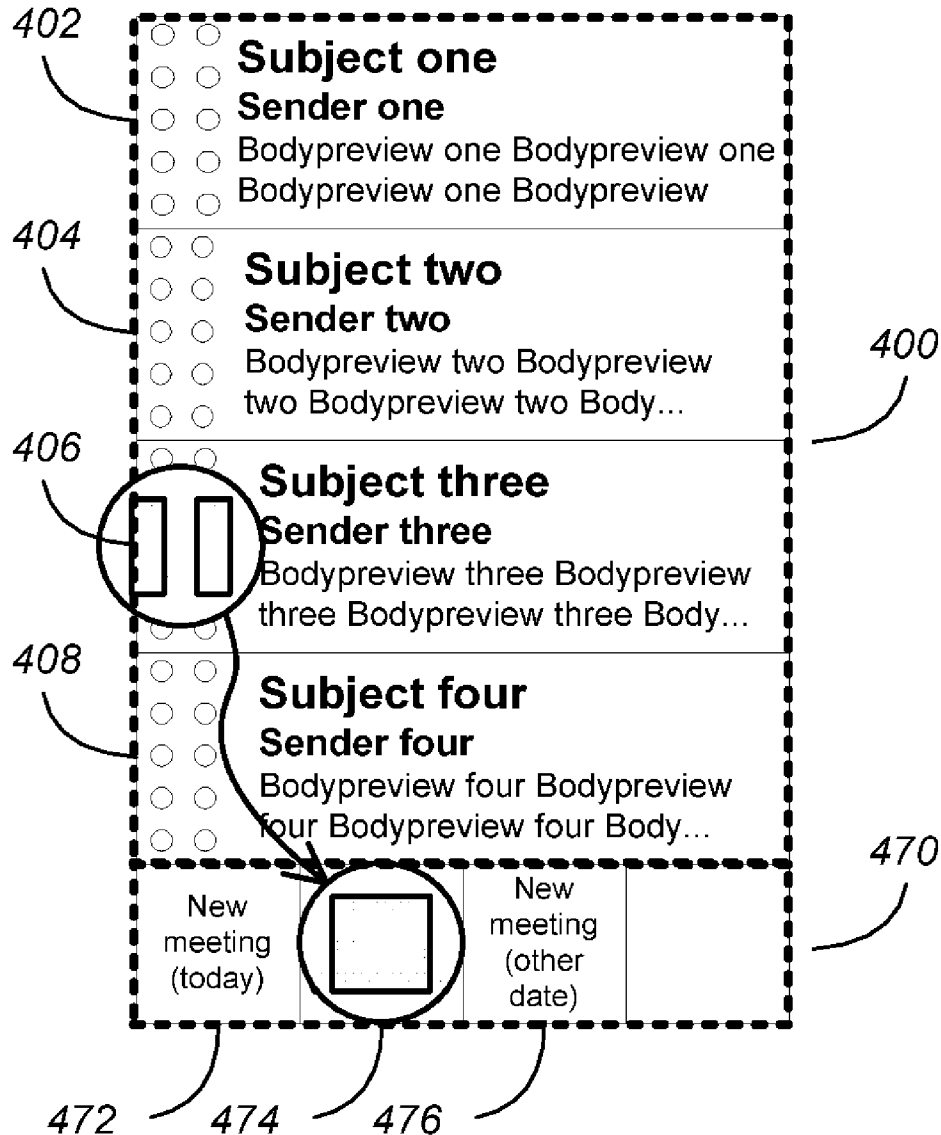 402
Subject one
Sender one
Bodypreview one Bodypreview one
Bodypreview one Bodypreview
404
Subject two
Sender two
Bodypreview two Bodypreview
two Bodypreview two Body...
400
406
Subject three
Sender three
Bodypreview three Bodypreview
three Bodypreview three Body...
408
Subject four
Sender four
Bodypreview four Bodypreview
four Bodypreview four Body...
470
New
meeting
(today)
New
meeting
(other
date)
472
474
476